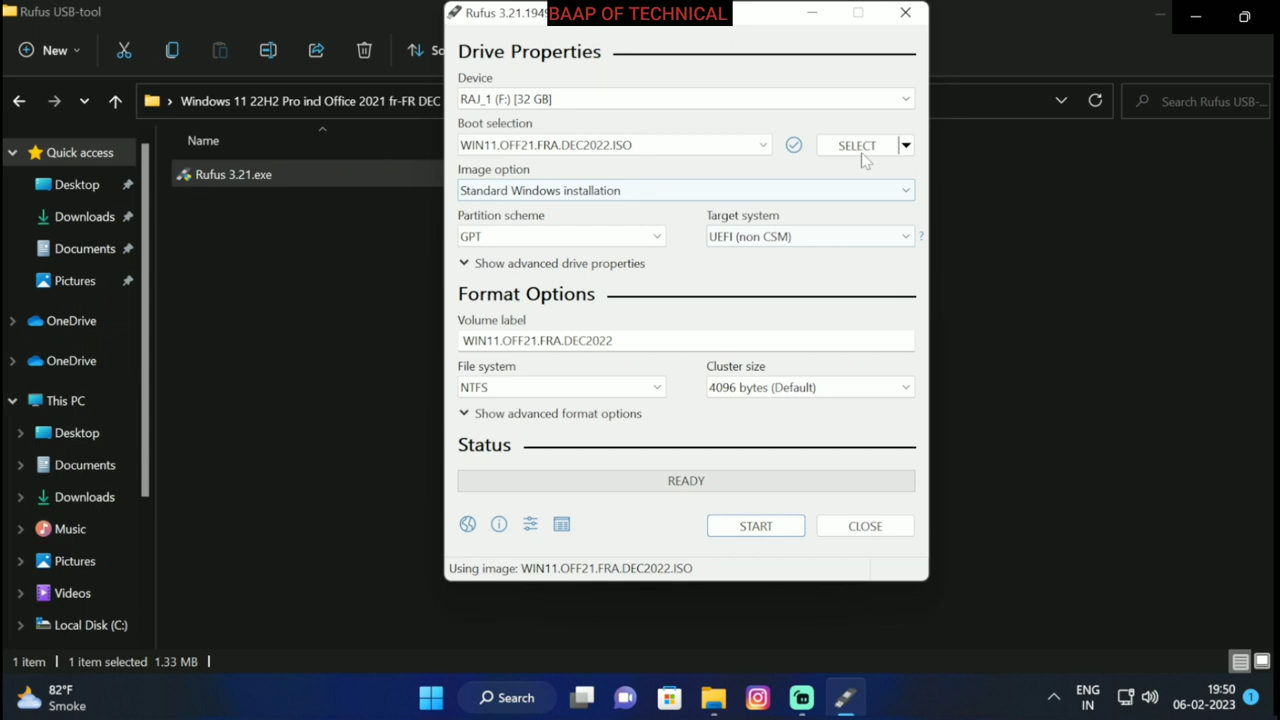 Rufus USB-tool
Rufus 3.21.1949
BAAP OF TECHNICAL
New
Windows 11 22H2 Pro incl Office 2021 fr-FR DEC
Search Rufus USB-...
Quick access
Desktop
Downloads
Documents
Pictures
OneDrive
OneDrive
This PC
Desktop
Documents
Downloads
Music
Pictures
Videos
Local Disk (C:)
Name
Rufus 3.21.exe
Drive Properties
Device
RAJ_1 (F:) [32 GB]
Boot selection
WIN11.OFF21.FRA.DEC2022.ISO
SELECT
Image option
Standard Windows installation
Partition scheme
Target system
GPT
UEFI (non CSM)
?
Show advanced drive properties
Format Options
Volume label
WIN11.OFF21.FRA.DEC2022
File system
Cluster size
NTFS
4096 bytes (Default)
Show advanced format options
Status
READY
START
CLOSE
Using image: WIN11.OFF21.FRA.DEC2022.ISO
1 item
1 item selected 1.33 MB
82°F
Smoke
Search
ENG
IN
19:50
06-02-2023
1